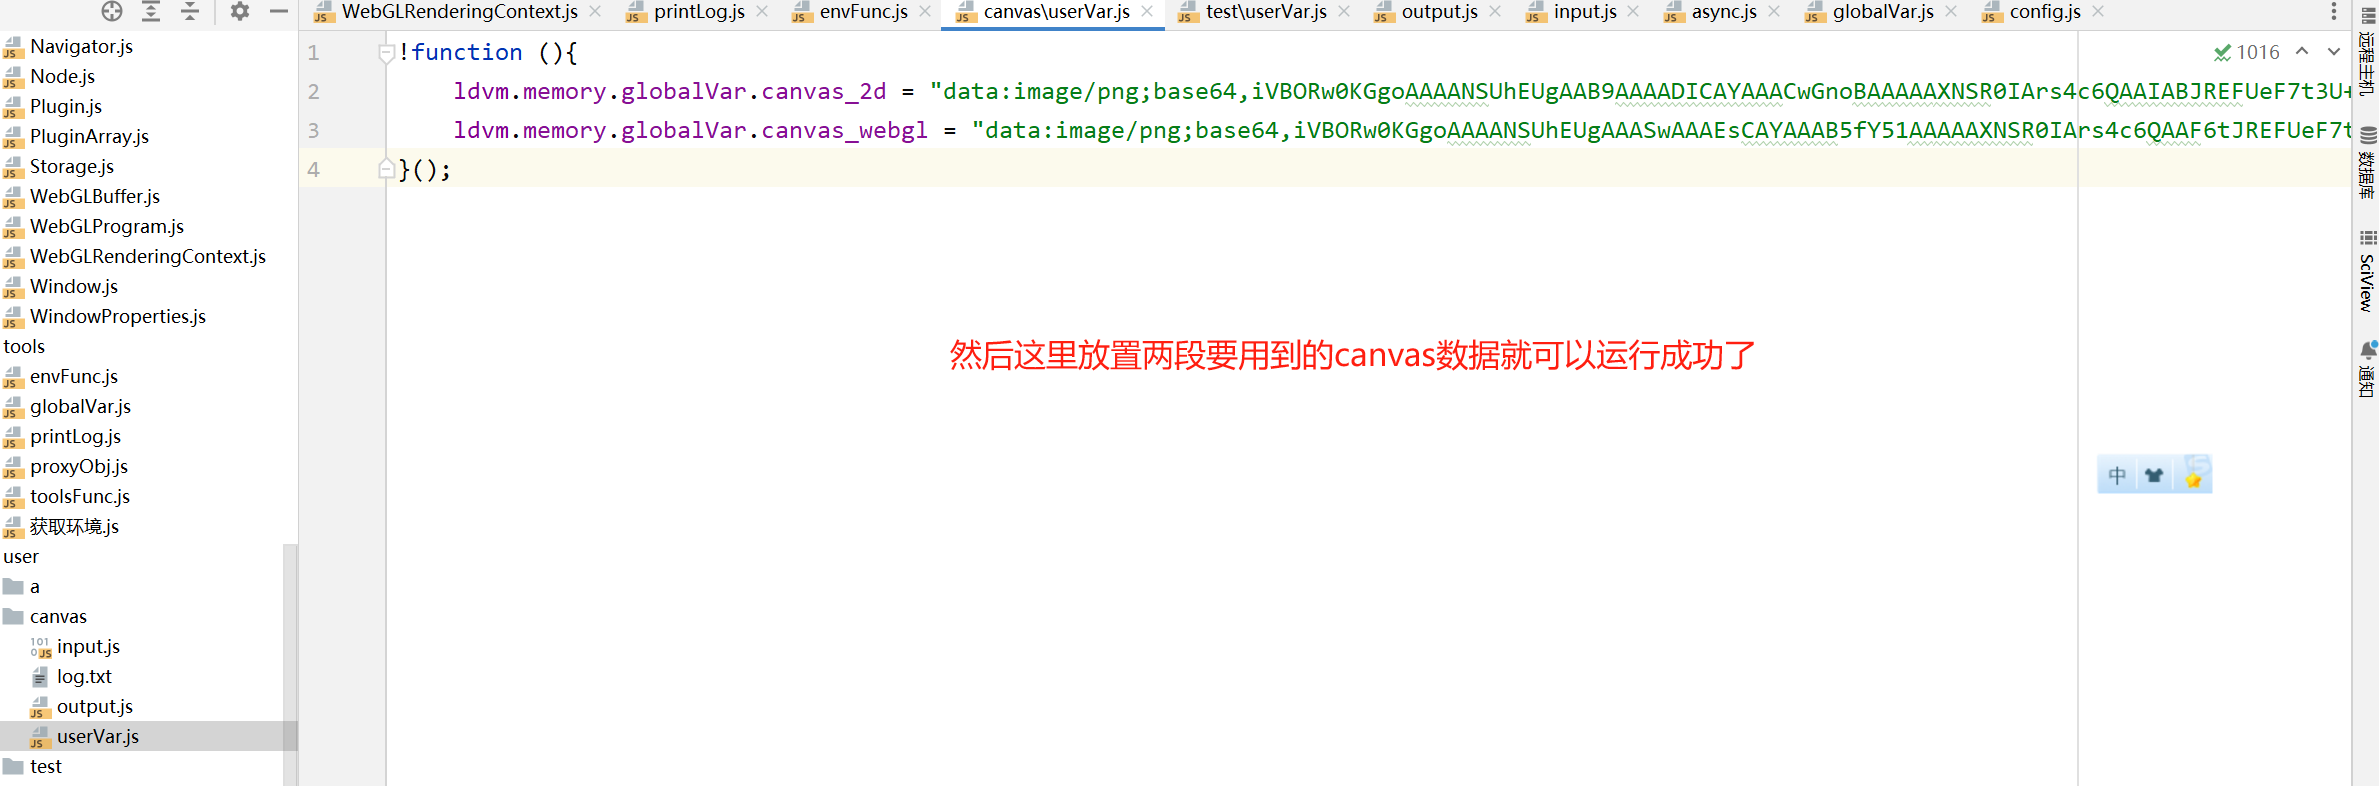 WebGLRenderingContext.js
printLog.js
envFunc.js
canvas\userVar.js
test\userVar.js
output.js
input.js
async.js
globalVar.js
config.js
Navigator.js
Node.js
Plugin.js
PluginArray.js
Storage.js
WebGLBuffer.js
WebGLProgram.js
WebGLRenderingContext.js
Window.js
WindowProperties.js
tools
envFunc.js
globalVar.js
printLog.js
proxyObj.js
toolsFunc.js
获取环境.js
user
a
canvas
input.js
log.txt
output.js
userVar.js
test
1 !function (){
2 ldvm.memory.globalVar.canvas_2d = "data:image/png;base64,iVBORw0KGgoAAAANSUhEUgAAB9AAAADICAYAAACwGnoBAAAAAXNSR0IArs4c6QAAIABJREFUeF7t3U+
3 ldvm.memory.globalVar.canvas_webgl = "data:image/png;base64,iVBORw0KGgoAAAANSUhEUgAAASwAAAEsCAYAAAB5fY51AAAAAXNSR0IArs4c6QAAF6tJREFUeF7t
4 }();
1016
然后这里放置两段要用到的canvas数据就可以运行成功了
中
远程主机
数据库
SciView
通知